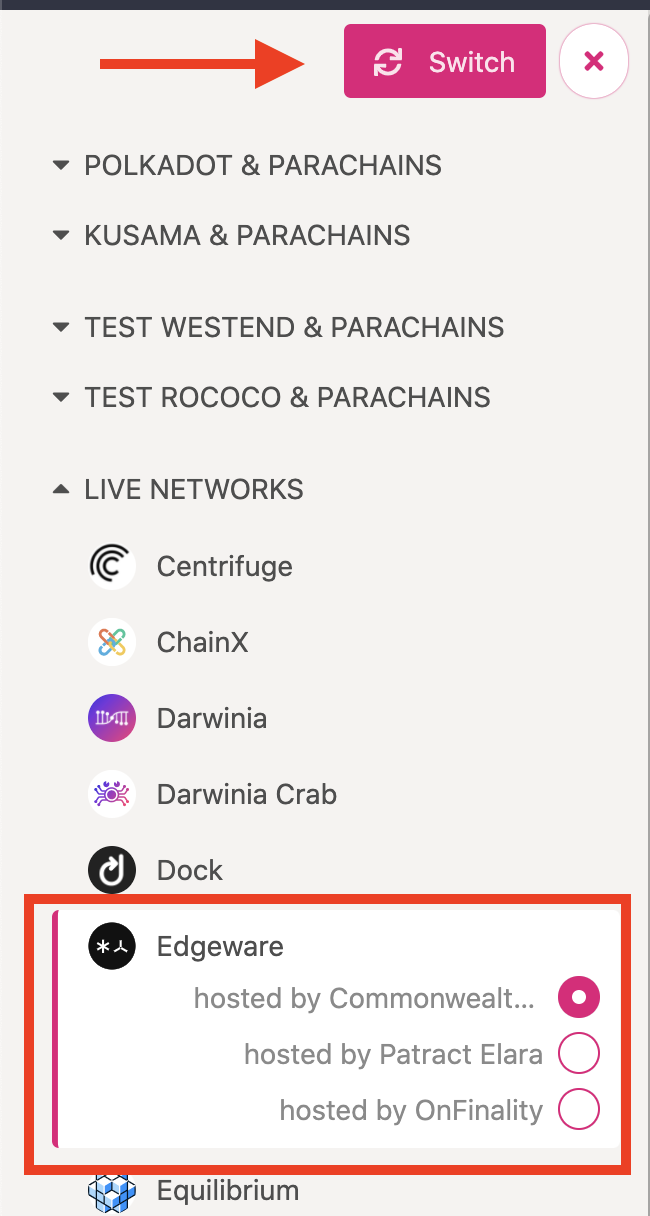 Switch
POLKADOT & PARACHAINS
KUSAMA & PARACHAINS
TEST WESTEND & PARACHAINS
TEST ROCOCO & PARACHAINS
LIVE NETWORKS
Centrifuge
ChainX
Darwinia
Darwinia Crab
Dock
Edgeware
hosted by Commonwealt...
hosted by Patract Elara
hosted by OnFinality
Equilibrium